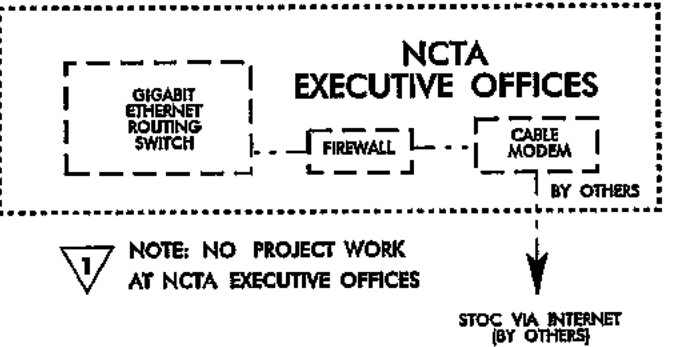 NCTA
EXECUTIVE OFFICES
GIGABIT
ETHERNET
ROUTING
SWITCH
FIREWALL
CABLE
MODEM
BY OTHERS
1 NOTE: NO PROJECT WORK
AT NCTA EXECUTIVE OFFICES
STOC VIA INTERNET
(BY OTHERS)